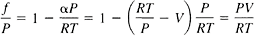 f/P = 1 − αP/RT = 1 − (RT/P − V) P/RT = PV/RT